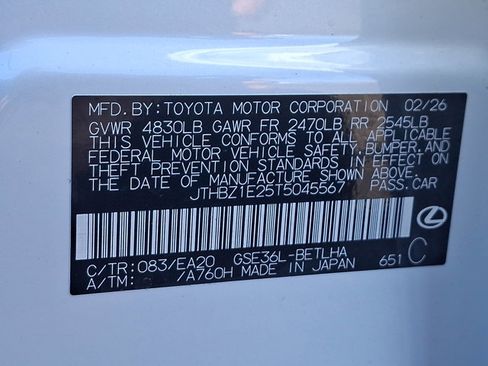 MFD. BY: TOYOTA MOTOR CORPORATION 02/26
GVWR 4830LB GAWR FR 2470LB RR 2545LB
THIS VEHICLE CONFORMS TO ALL APPLICABLE
FEDERAL MOTOR VEHICLE SAFETY, BUMPER, AND
THEFT PREVENTION STANDARDS IN EFFECT ON
THE DATE OF MANUFACTURE SHOWN ABOVE.
JTHBZ1E25T5045567 PASS. CAR
C/TR: 083/EA20 GSE36L-BETLHA
A/TM: /A760H MADE IN JAPAN 651 C